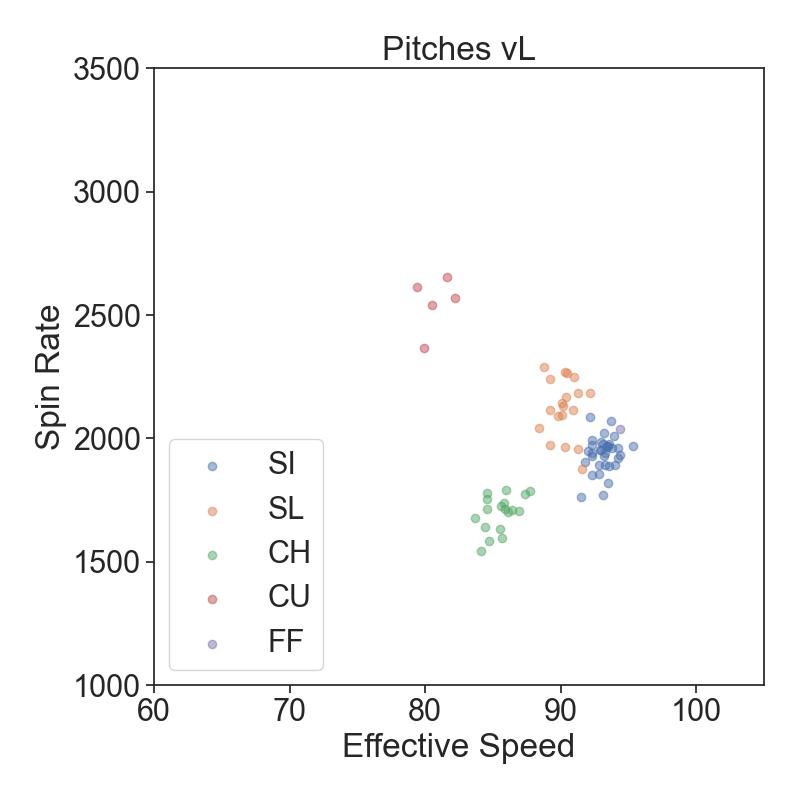 Pitches vL
3500
3000
2500
2000
1500
1000
Spin Rate
SI
SL
CH
CU
FF
60 70 80 90 100
Effective Speed